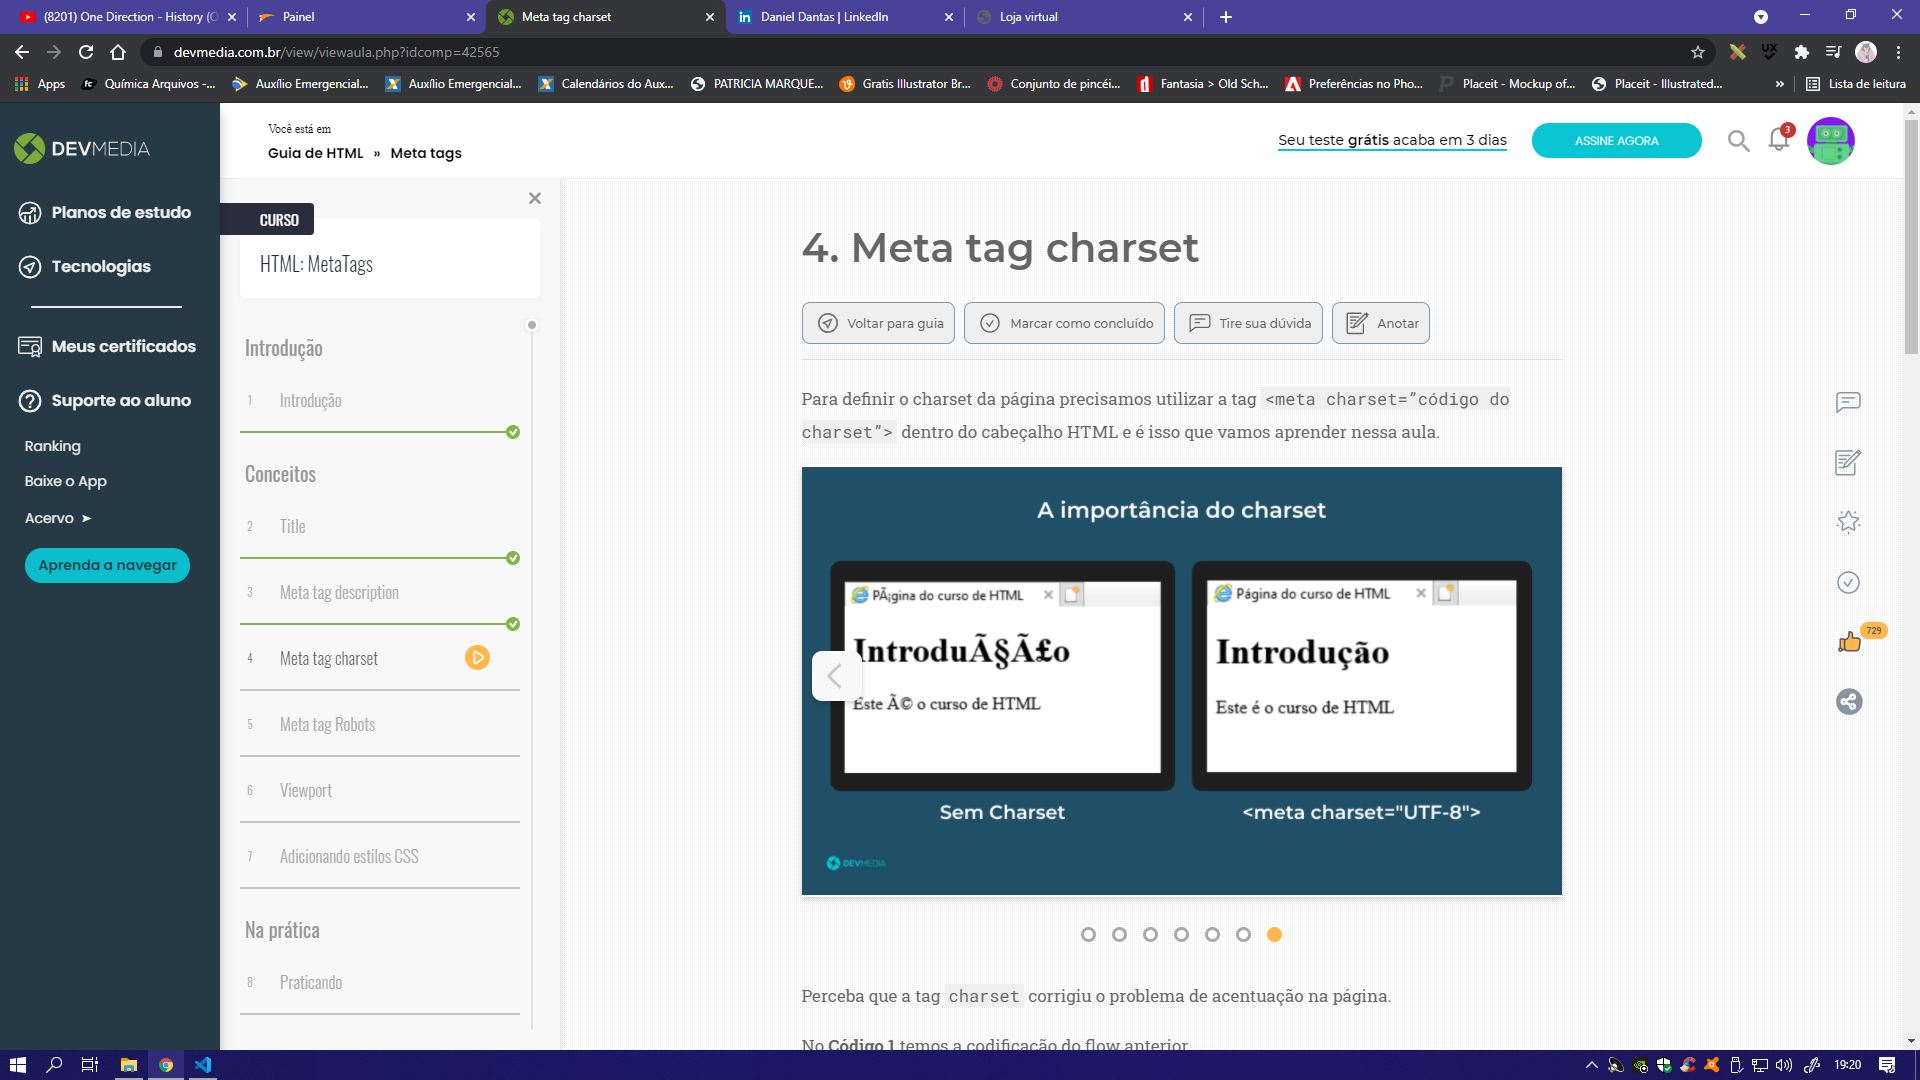 (8201) One Direction - History (O
Painel
Meta tag charset
Daniel Dantas | LinkedIn
Loja virtual
devmedia.com.br/view/viewaula.php?idcomp=42565
Apps
Química Arquivos -...
Auxílio Emergencial...
Auxílio Emergencial...
Calendários do Aux...
PATRICIA MARQUE...
Gratis Illustrator Br...
Conjunto de pincéi...
Fantasia > Old Sch...
Preferências no Pho...
Placeit - Mockup of...
Placeit - Illustrated...
»
Lista de leitura
DEVMEDIA
Planos de estudo
Tecnologias
Meus certificados
Suporte ao aluno
Ranking
Baixe o App
Acervo ➤
Aprenda a navegar
Você está em
Guia de HTML » Meta tags
Seu teste grátis acaba em 3 dias
ASSINE AGORA
3
CURSO
HTML: MetaTags
Introdução
1 Introdução
Conceitos
2 Title
3 Meta tag description
4 Meta tag charset
5 Meta tag Robots
6 Viewport
7 Adicionando estilos CSS
Na prática
8 Praticando
4. Meta tag charset
Voltar para guia
Marcar como concluído
Tire sua dúvida
Anotar
Para definir o charset da página precisamos utilizar a tag <meta charset=”código do
charset”> dentro do cabeçalho HTML e é isso que vamos aprender nessa aula.
A importância do charset
PÃ¡gina do curso de HTML
IntroduÃ§Ã£o
Este Ã© o curso de HTML
Sem Charset
Página do curso de HTML
Introdução
Este é o curso de HTML
<meta charset="UTF-8">
DEVMEDIA
Perceba que a tag charset corrigiu o problema de acentuação na página.
No Código 1 temos a codificação do flow anterior
729
19:20